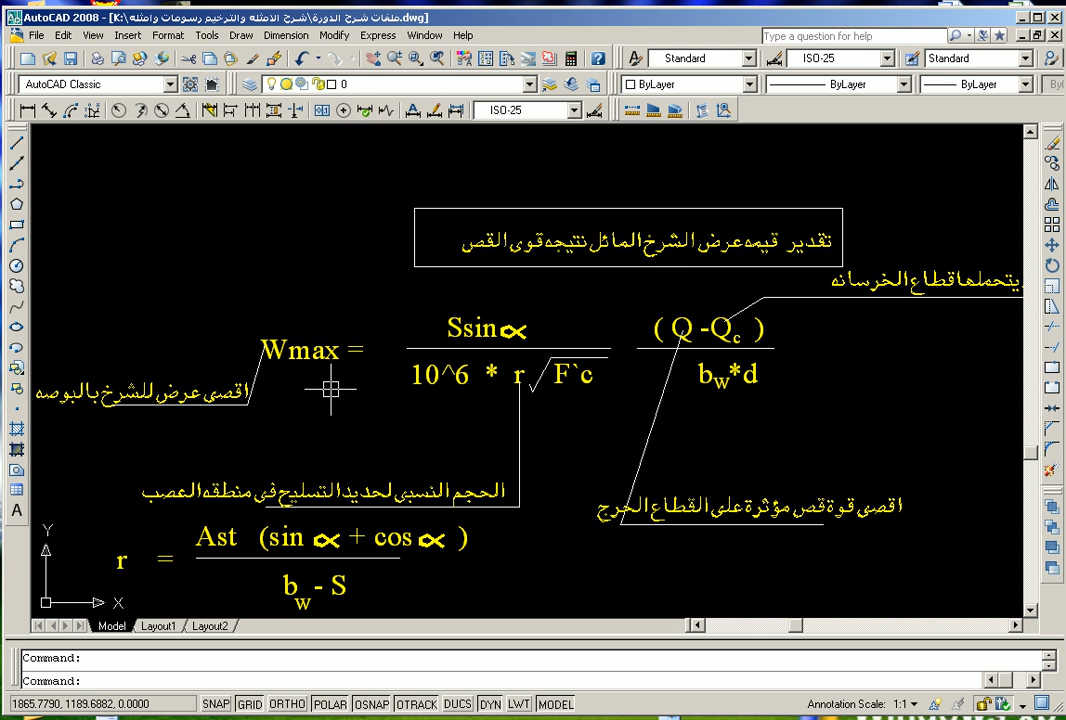 AutoCAD 2008 - [K:\ملفات شرح الدورة\شرح الامثله والترخيم رسومات وامثله.dwg]
File Edit View Insert Format Tools Draw Dimension Modify Express Window Help
Type a question for help
Standard ISO-25 Standard
AutoCAD Classic 0 ByLayer ByLayer ByLayer
ISO-25
تقدير قيمه عرض الشرخ المائل نتيجه قوى القص
يتحملها قطاع الخرسانه
Wmax = Ssin∝ ( Q -Qc )
10^6 * r √ F`c bw*d
اقصى عرض للشرخ بالبوصه
الحجم النسبى لحديد التسليح فى منطقه العصب
اقصى قوة قص مؤثرة على القطاع الحرج
r = Ast (sin ∝ + cos ∝ )
bw - S
Y
X
Model Layout1 Layout2
Command:
Command:
1865.7790, 1189.6882, 0.0000 SNAP GRID ORTHO POLAR OSNAP OTRACK DUCS DYN LWT MODEL Annotation Scale: 1:1